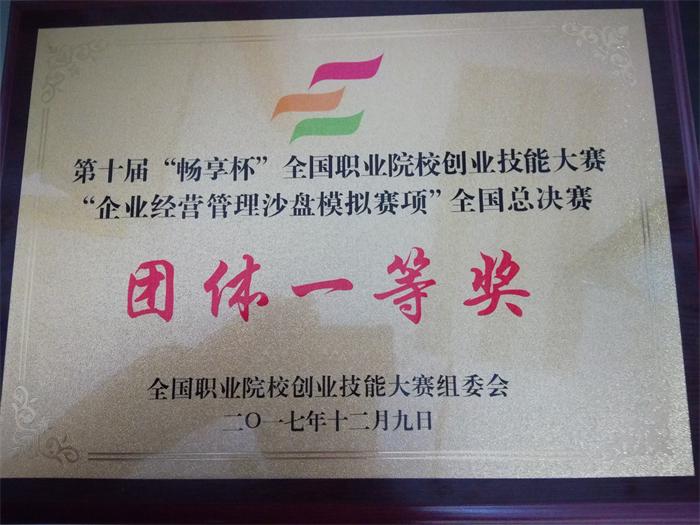 第十届“畅享杯”全国职业院校创业技能大赛
“企业经营管理沙盘模拟赛项”全国总决赛
团体一等奖
全国职业院校创业技能大赛组委会
二〇一七年十二月九日